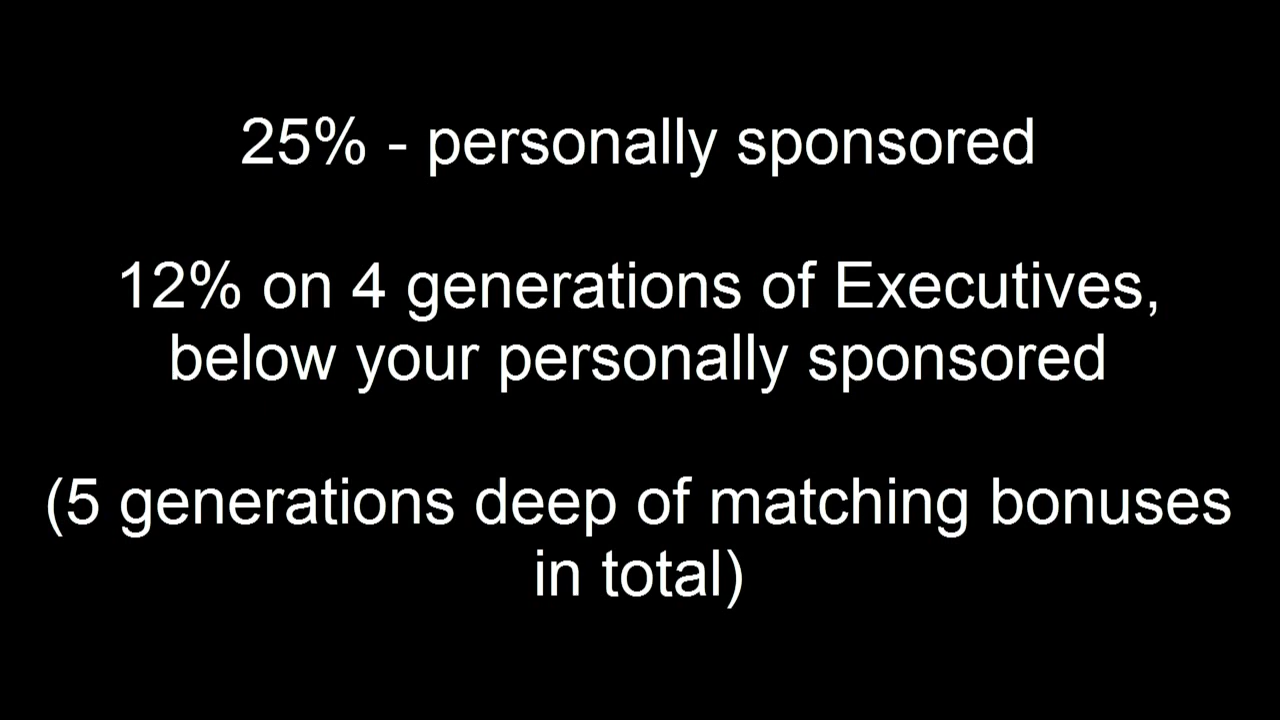 25% - personally sponsored
12% on 4 generations of Executives,
below your personally sponsored
(5 generations deep of matching bonuses
in total)